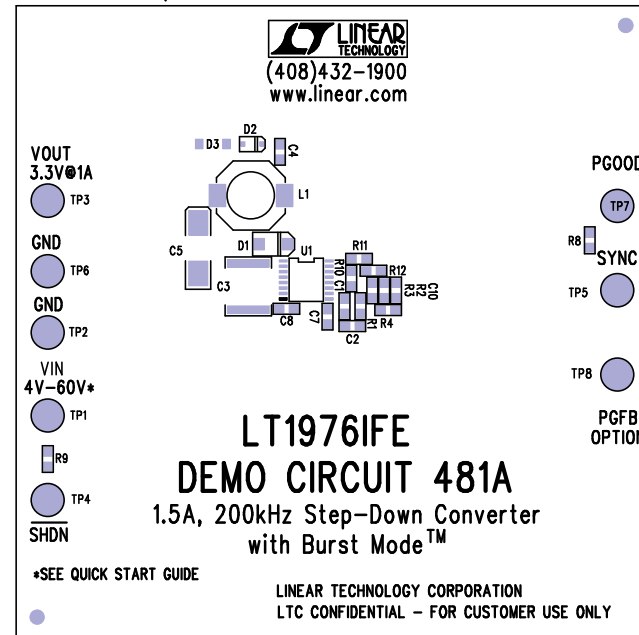 LINEAR
TECHNOLOGY
(408)432-1900
www.linear.com
D2
D3
C4
VOUT
3.3V@1A
TP3
L1
PGOOD
TP7
R8
SYNC
TP5
GND
TP6
C5
D1
U1
R11
R10
R12
C3
C1
R3
R2
C10
GND
TP2
C8
C7
R1
R4
C2
VIN
4V-60V*
TP1
TP8
PGFB
OPTION
R9
TP4
SHDN
LT1976IFE
DEMO CIRCUIT 481A
1.5A, 200kHz Step-Down Converter
with Burst Mode™
*SEE QUICK START GUIDE
LINEAR TECHNOLOGY CORPORATION
LTC CONFIDENTIAL - FOR CUSTOMER USE ONLY